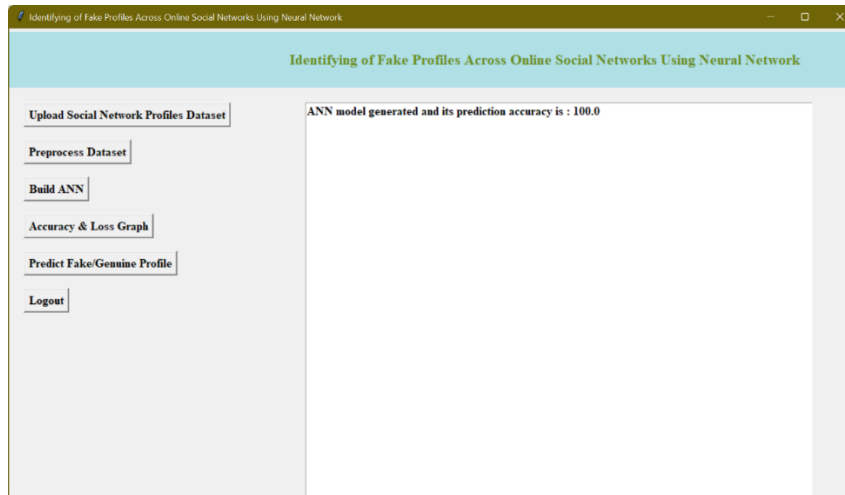 Identifying of Fake Profiles Across Online Social Networks Using Neural Network
Identifying of Fake Profiles Across Online Social Networks Using Neural Network
Upload Social Network Profiles Dataset
Preprocess Dataset
Build ANN
Accuracy & Loss Graph
Predict Fake/Genuine Profile
Logout
ANN model generated and its prediction accuracy is : 100.0